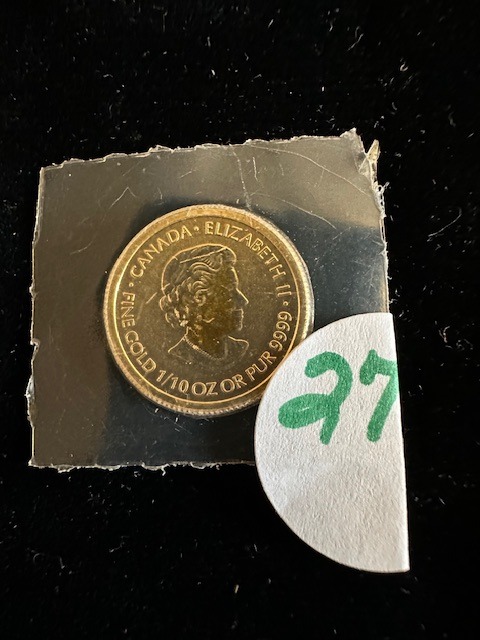 CANADA · ELIZABETH II ·
FINE GOLD 1/10 OZ OR PUR 9999 ·
27